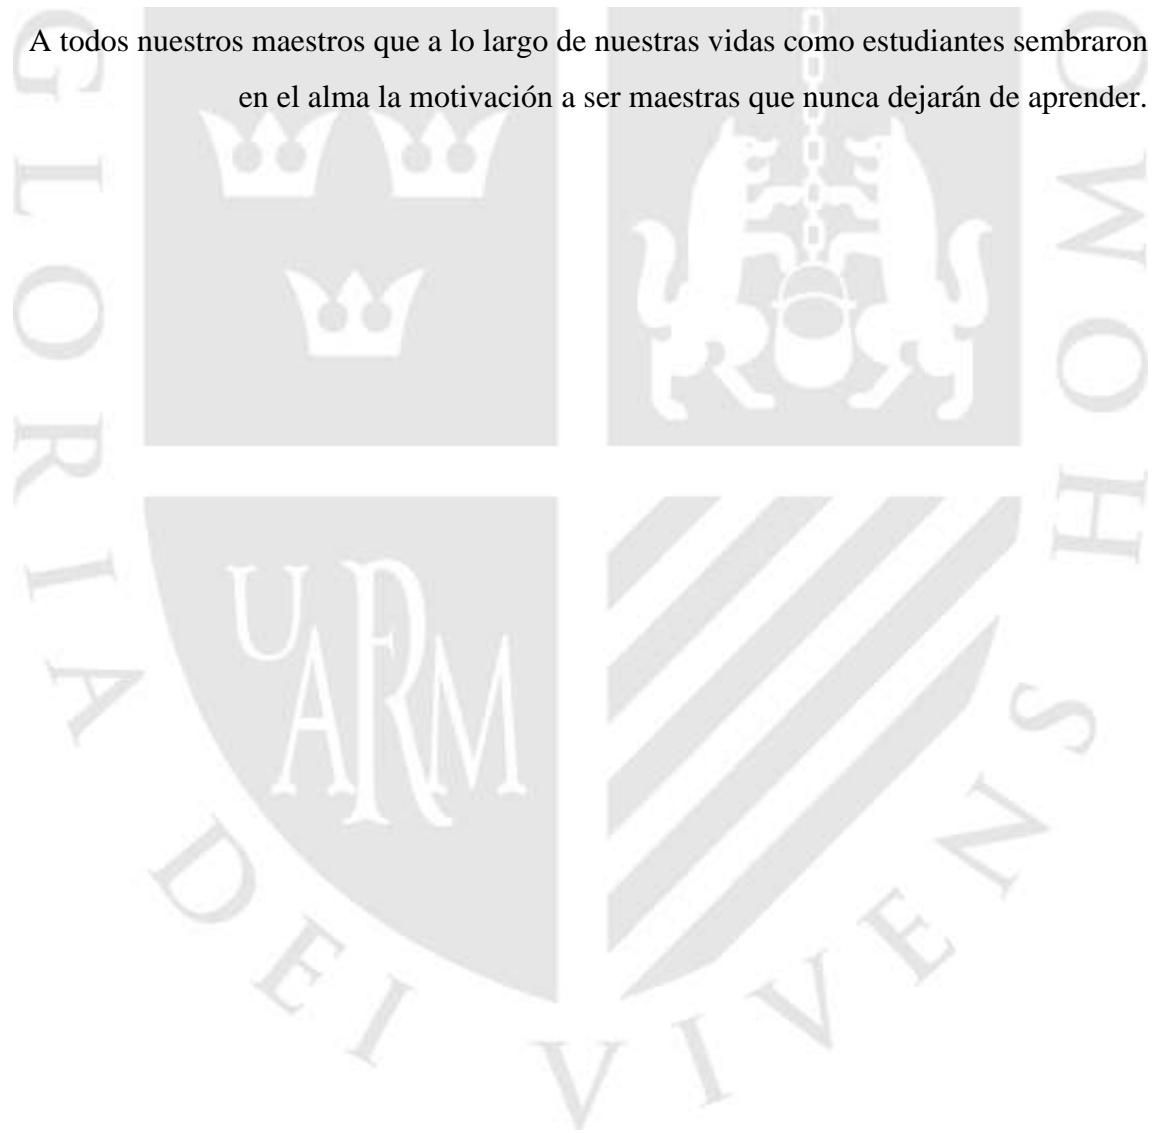 A todos nuestros maestros que a lo largo de nuestras vidas como estudiantes sembraron
en el alma la motivación a ser maestras que nunca dejarán de aprender.
GLORIA DEI VIVENS HOMO
UARM